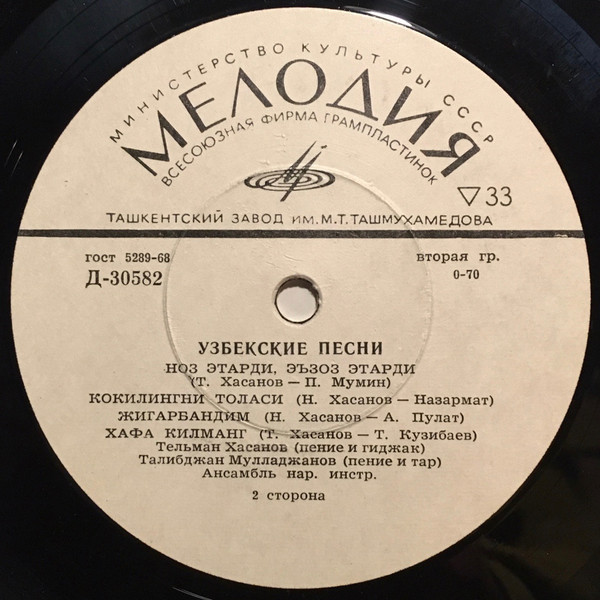 МИНИСТЕРСТВО КУЛЬТУРЫ СССР
МЕЛОДИЯ
ВСЕСОЮЗНАЯ ФИРМА ГРАМПЛАСТИНОК
33
ТАШКЕНТСКИЙ ЗАВОД ИМ. М.Т. ТАШМУХАМЕДОВА
гост 5289-68
вторая гр.
Д-30582
0-70
УЗБЕКСКИЕ ПЕСНИ
НОЗ ЭТАРДИ, ЭЪЗОЗ ЭТАРДИ
(Т. Хасанов — П. Мумин)
КОКИЛИНГНИ ТОЛАСИ (Н. Хасанов — Назармат)
ЖИГАРБАНДИМ (Н. Хасанов — А. Пулат)
ХАФА КИЛМАНГ (Т. Хасанов — Т. Кузибаев)
Тельман Хасанов (пение и гиджак)
Талибджан Мулладжанов (пение и тар)
Ансамбль нар. инстр.
2 сторона